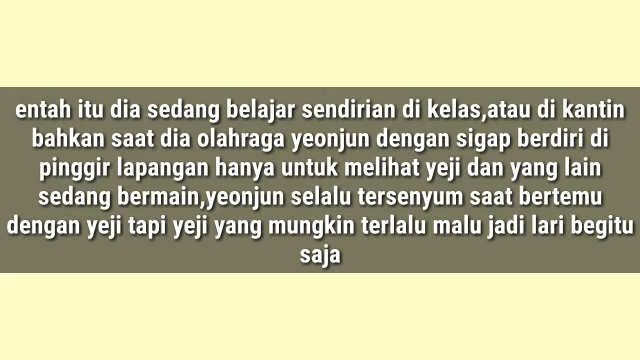 entah itu dia sedang belajar sendirian di kelas,atau di kantin
bahkan saat dia olahraga yeonjun dengan sigap berdiri di
pinggir lapangan hanya untuk melihat yeji dan yang lain
sedang bermain,yeonjun selalu tersenyum saat bertemu
dengan yeji tapi yeji yang mungkin terlalu malu jadi lari begitu
saja